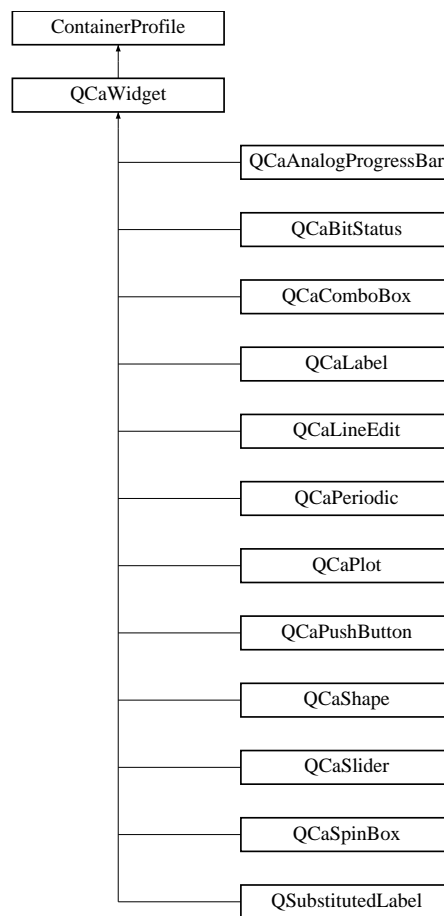 ContainerProfile
QCaWidget
QCaAnalogProgressBar
QCaBitStatus
QCaComboBox
QCaLabel
QCaLineEdit
QCaPeriodic
QCaPlot
QCaPushButton
QCaShape
QCaSlider
QCaSpinBox
QSubstitutedLabel